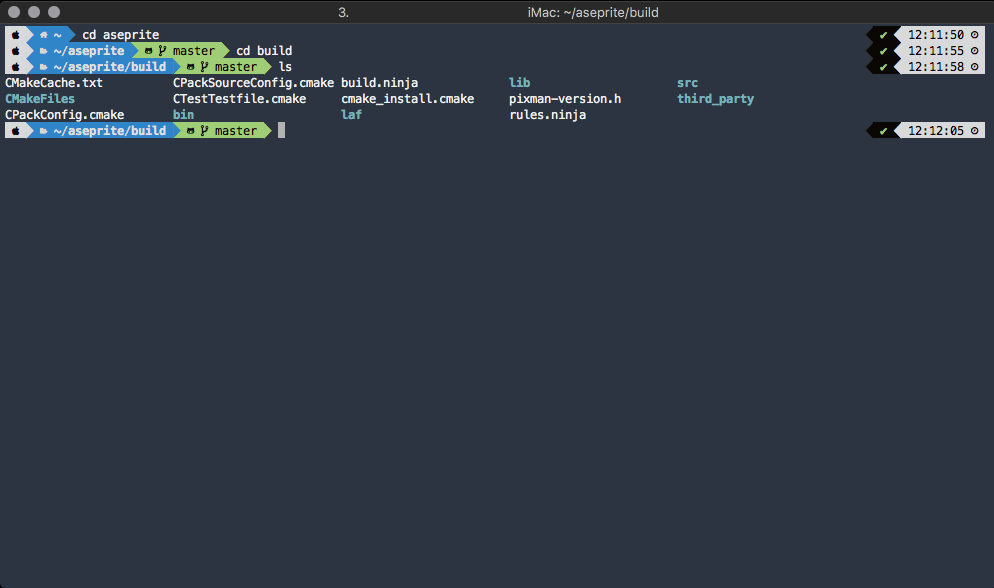 3. iMac: ~/aseprite/build
~ cd aseprite ✔ 12:11:50
~/aseprite master cd build ✔ 12:11:55
~/aseprite/build master ls ✔ 12:11:58
CMakeCache.txt CPackSourceConfig.cmake build.ninja lib src
CMakeFiles CTestTestfile.cmake cmake_install.cmake pixman-version.h third_party
CPackConfig.cmake bin laf rules.ninja
~/aseprite/build master ✔ 12:12:05